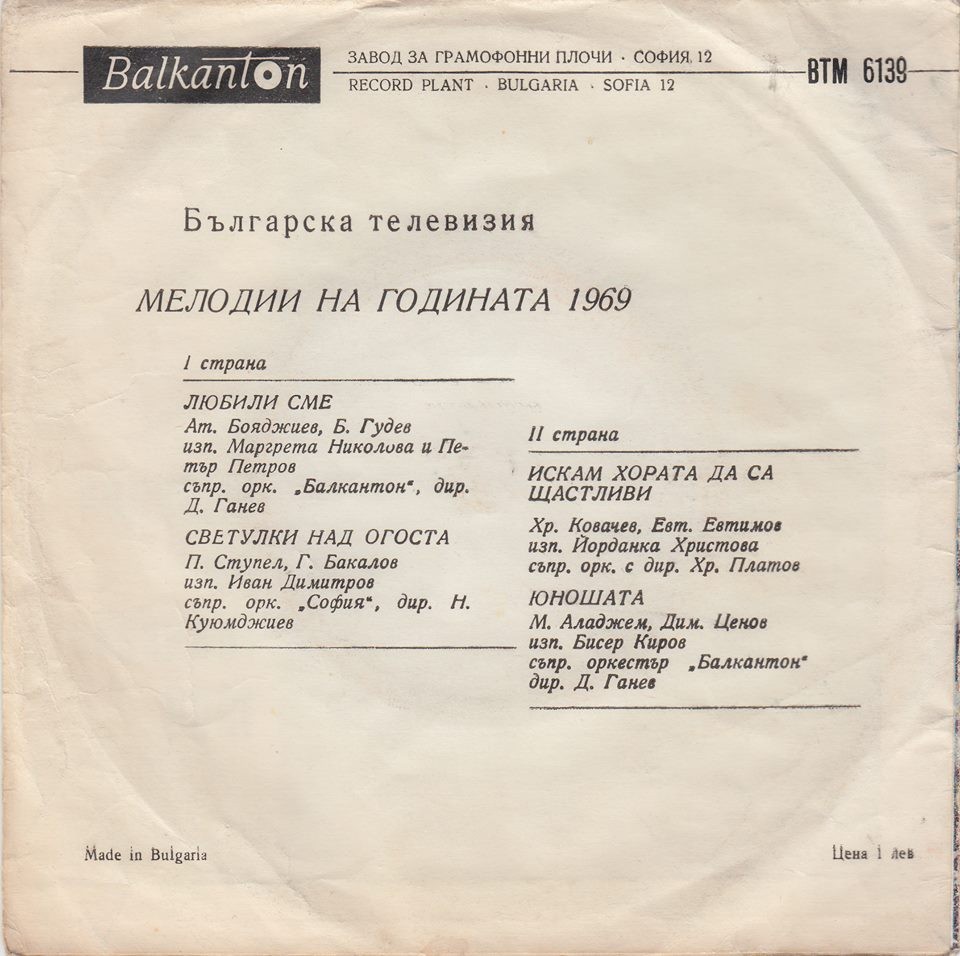 Balkanton
ЗАВОД ЗА ГРАМОФОННИ ПЛОЧИ · СОФИЯ, 12
RECORD PLANT · BULGARIA · SOFIA 12
ВТМ 6139
Българска телевизия
МЕЛОДИИ НА ГОДИНАТА 1969
I страна
ЛЮБИЛИ СМЕ
Ат. Бояджиев, Б. Гудев
изп. Маргрета Николова и Пе-
тър Петров
съпр. орк. „Балкантон“, дир.
Д. Ганев
СВЕТУЛКИ НАД ОГОСТА
П. Ступел, Г. Бакалов
изп. Иван Димитров
съпр. орк. „София“, дир. Н.
Куюмджиев
II страна
ИСКАМ ХОРАТА ДА СА
ЩАСТЛИВИ
Хр. Ковачев, Евт. Евтимов
изп. Йорданка Христова
съпр. орк. с дир. Хр. Платов
ЮНОШАТА
М. Аладжем, Дим. Ценов
изп. Бисер Киров
съпр. оркестър „Балкантон“
дир. Д. Ганев
Made in Bulgaria
Цена 1 лев